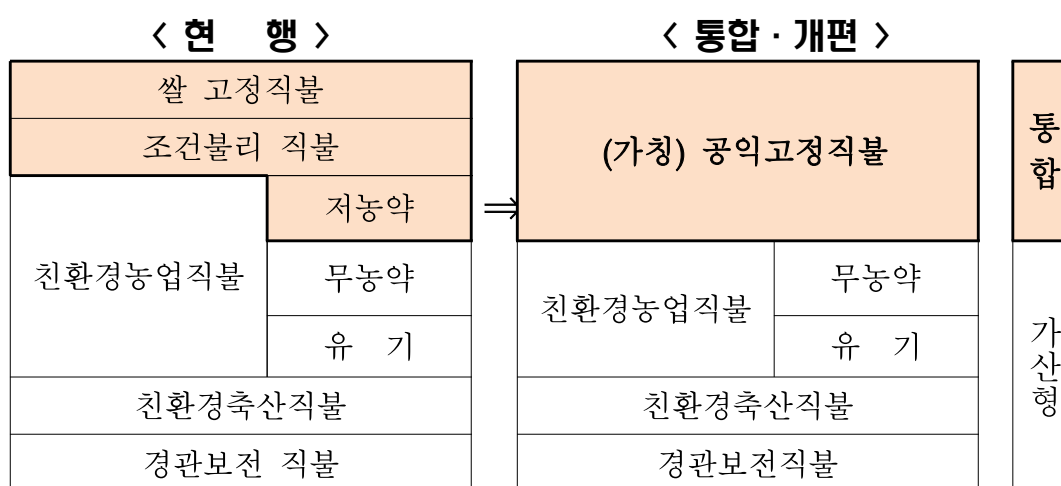 〈 현 행 〉
쌀 고정직불
조건불리 직불
친환경농업직불
저농약
무농약
유 기
친환경축산직불
경관보전 직불
⇒
〈 통합 · 개편 〉
(가칭) 공익고정직불
친환경농업직불
무농약
유 기
친환경축산직불
경관보전직불
통
합
가
산
형